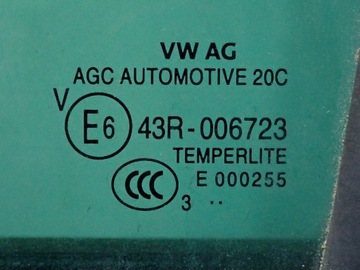 VW AG
AGC AUTOMOTIVE 20C
V
E6 43R-006723
TEMPERLITE
CCC E 000255
3 ..